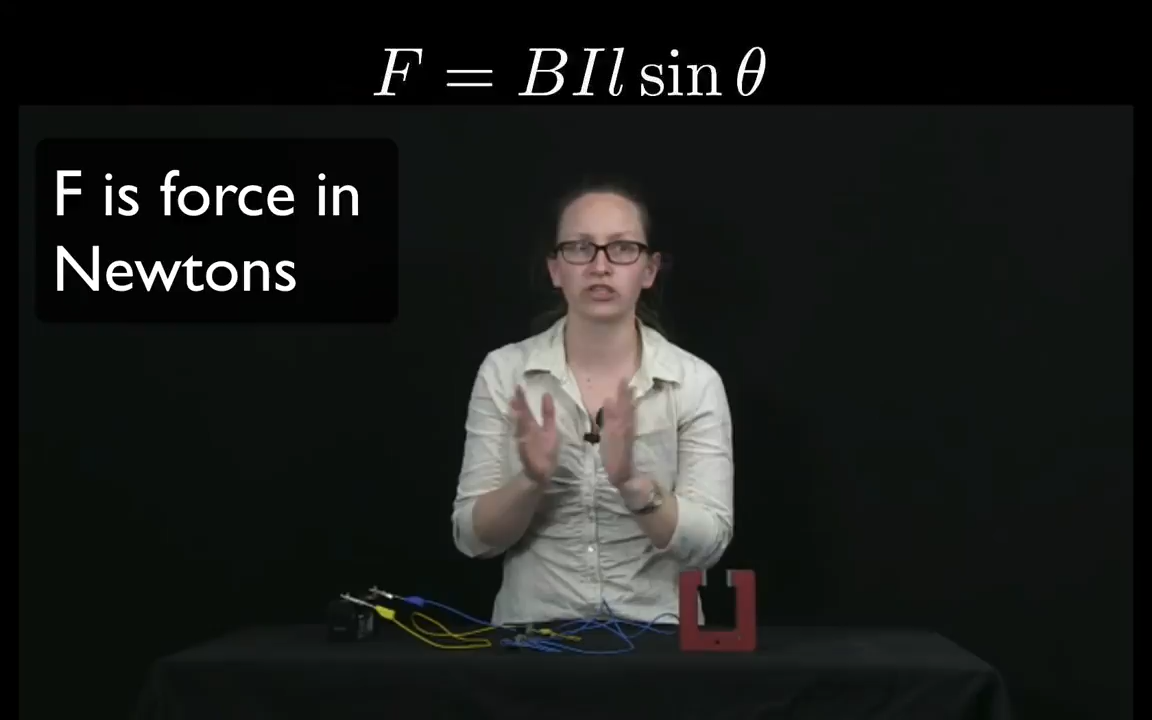 F = BIl sin θ
F is force in
Newtons